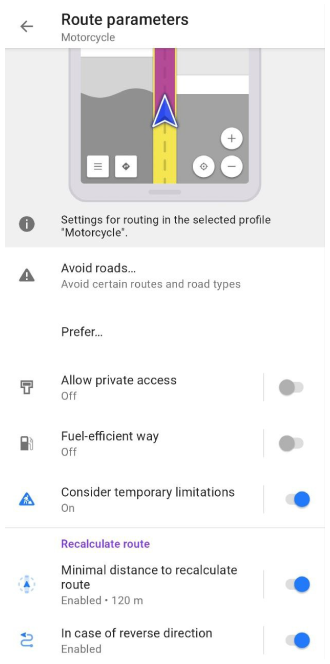 Route parameters
Motorcycle
Settings for routing in the selected profile
"Motorcycle".
Avoid roads...
Avoid certain routes and road types
Prefer...
Allow private access
Off
Fuel-efficient way
Off
Consider temporary limitations
On
Recalculate route
Minimal distance to recalculate
route
Enabled • 120 m
In case of reverse direction
Enabled